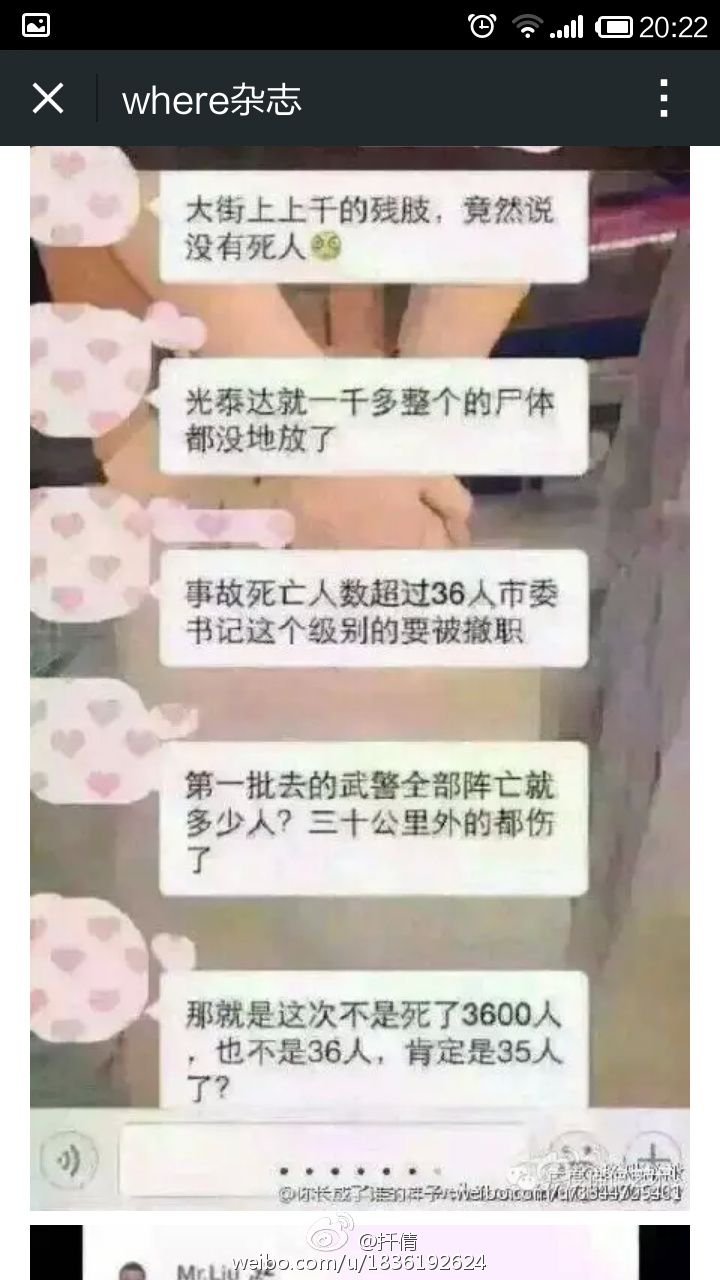 20:22
where杂志
大街上上千的残肢，竟然说
没有死人
光泰达就一千多整个的尸体
都没地放了
事故死亡人数超过36人市委
书记这个级别的要被撤职
第一批去的武警全部阵亡就
多少人？三十公里外的都伤
了
那就是这次不是死了3600人
，也不是36人，肯定是35人
了？
@你长成了谁的样子
@扦倩
Mr.Liu
weibo.com/u/1836192624